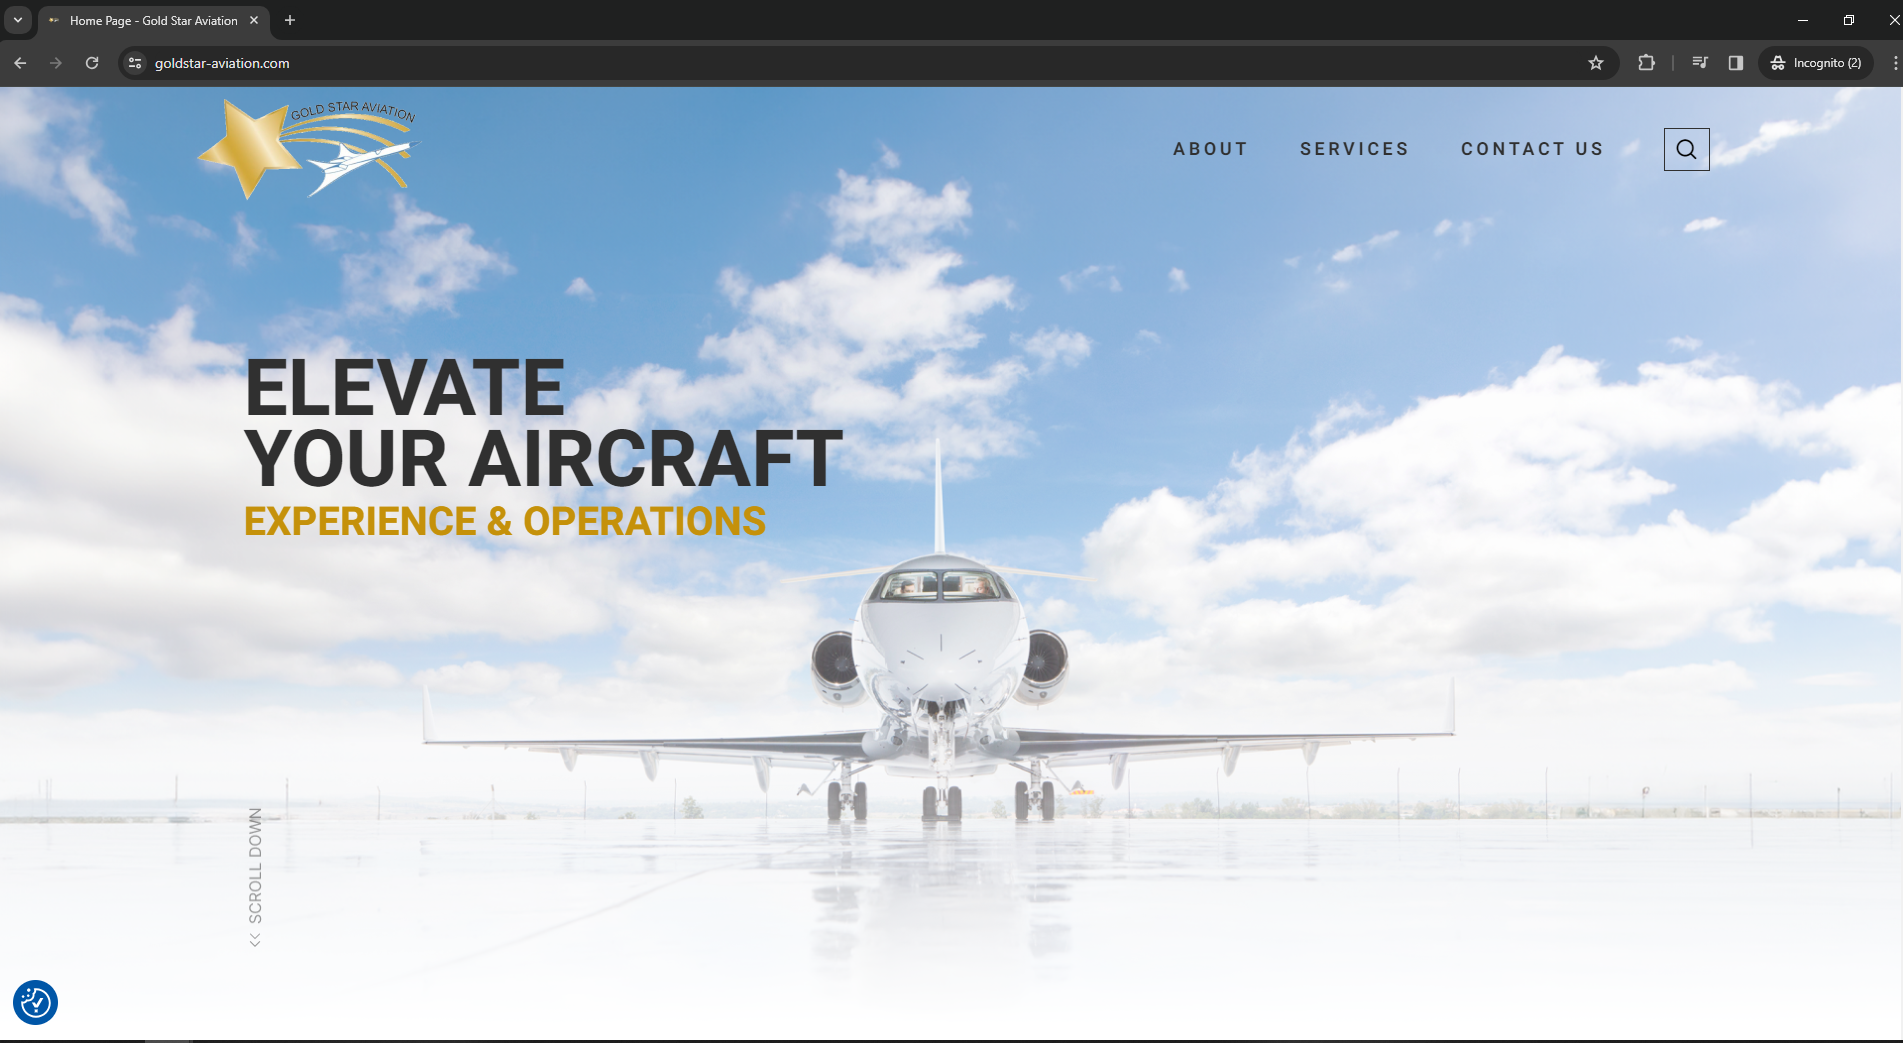 Home Page - Gold Star Aviation
goldstar-aviation.com
Incognito (2)
GOLD STAR AVIATION
ABOUT
SERVICES
CONTACT US
ELEVATE
YOUR AIRCRAFT
EXPERIENCE & OPERATIONS
SCROLL DOWN